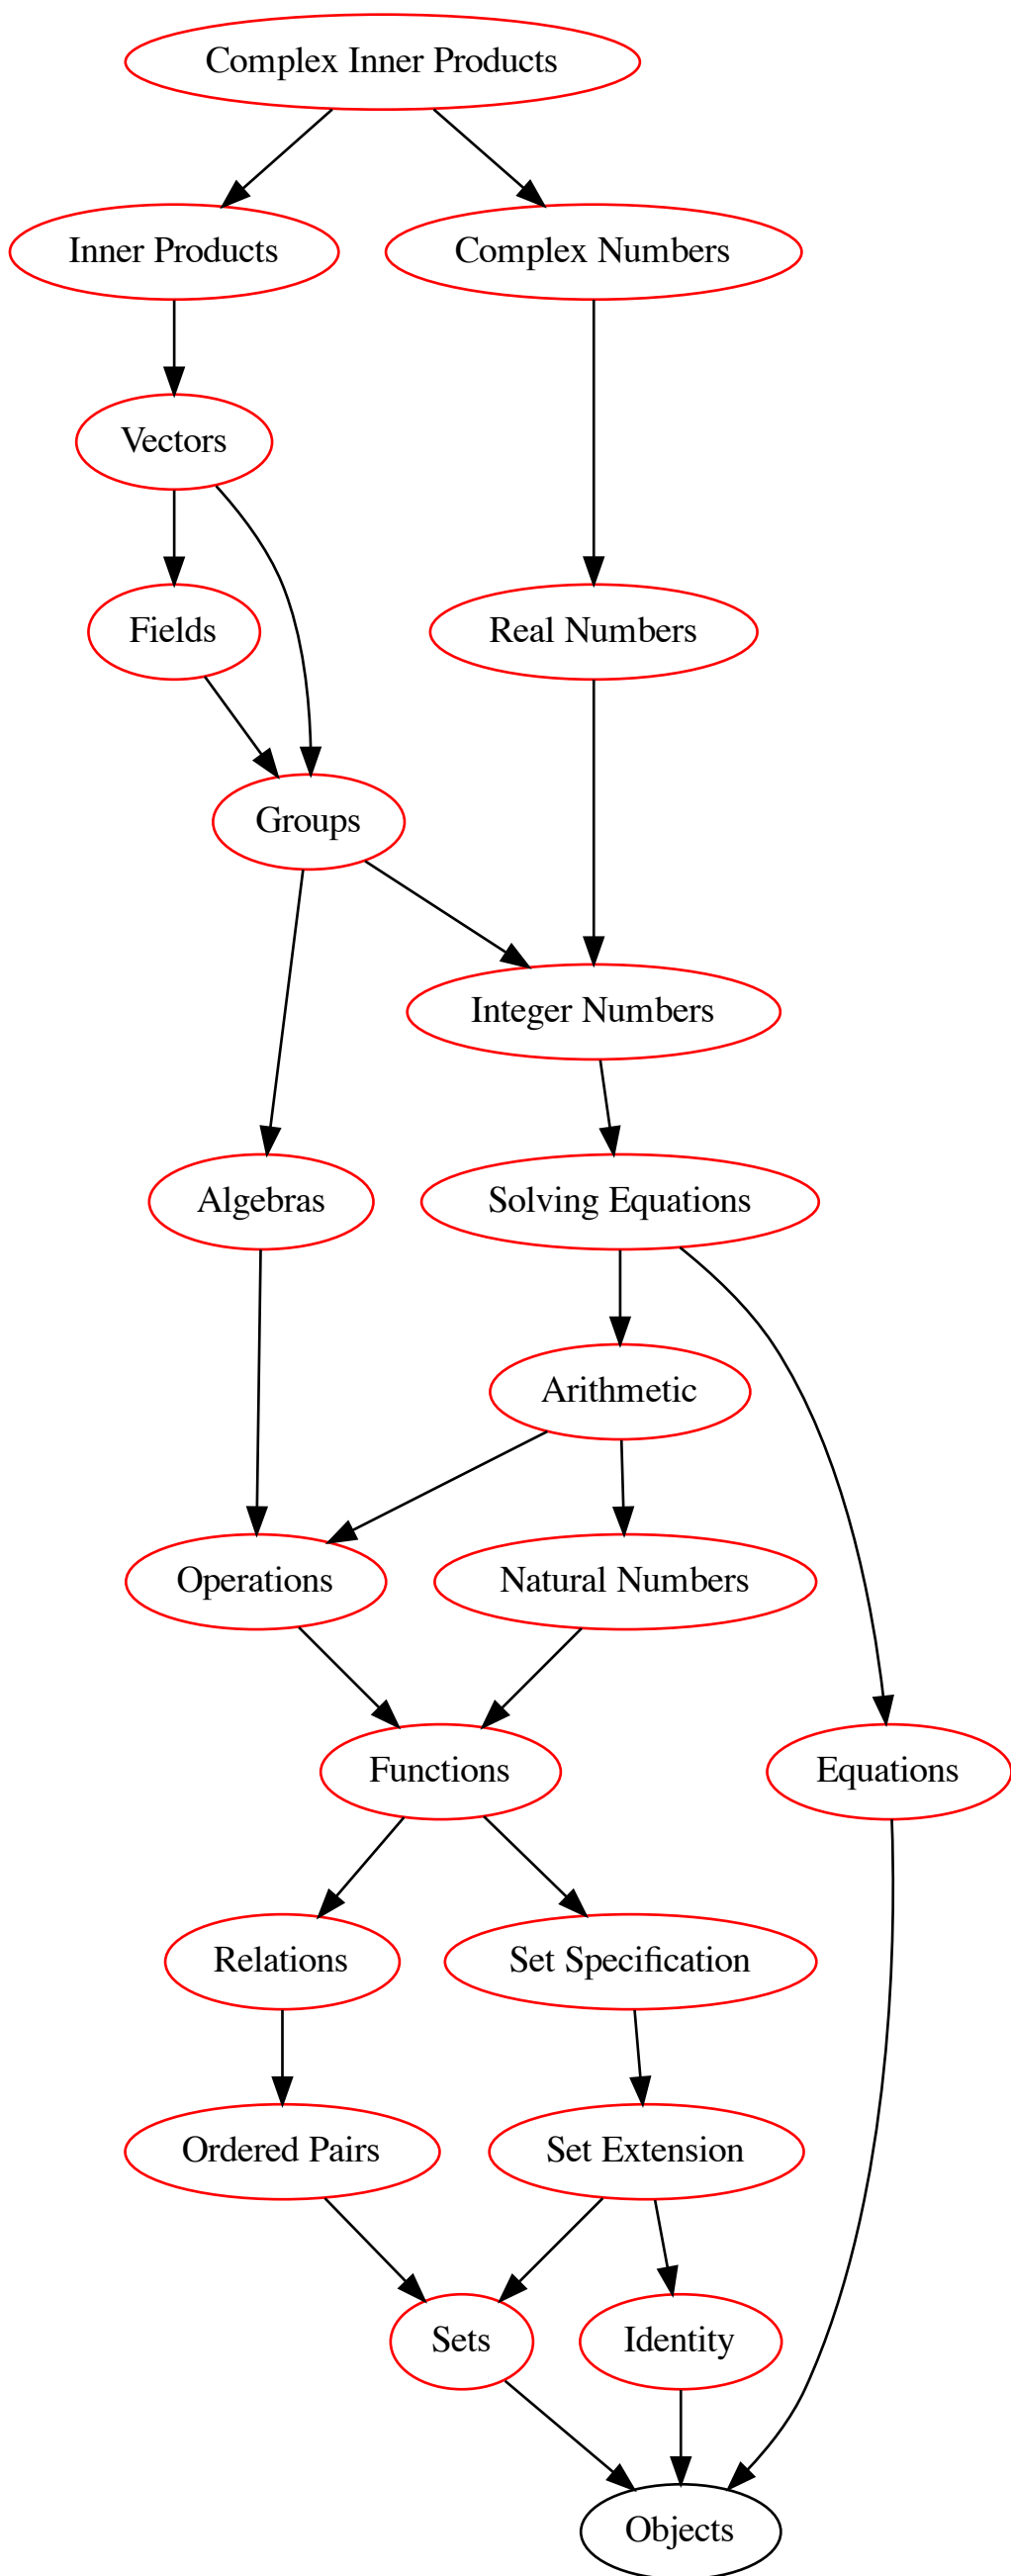 Complex Inner Products
Inner Products
Complex Numbers
Vectors
Fields
Real Numbers
Groups
Integer Numbers
Algebras
Solving Equations
Arithmetic
Operations
Natural Numbers
Functions
Equations
Relations
Set Specification
Ordered Pairs
Set Extension
Sets
Identity
Objects